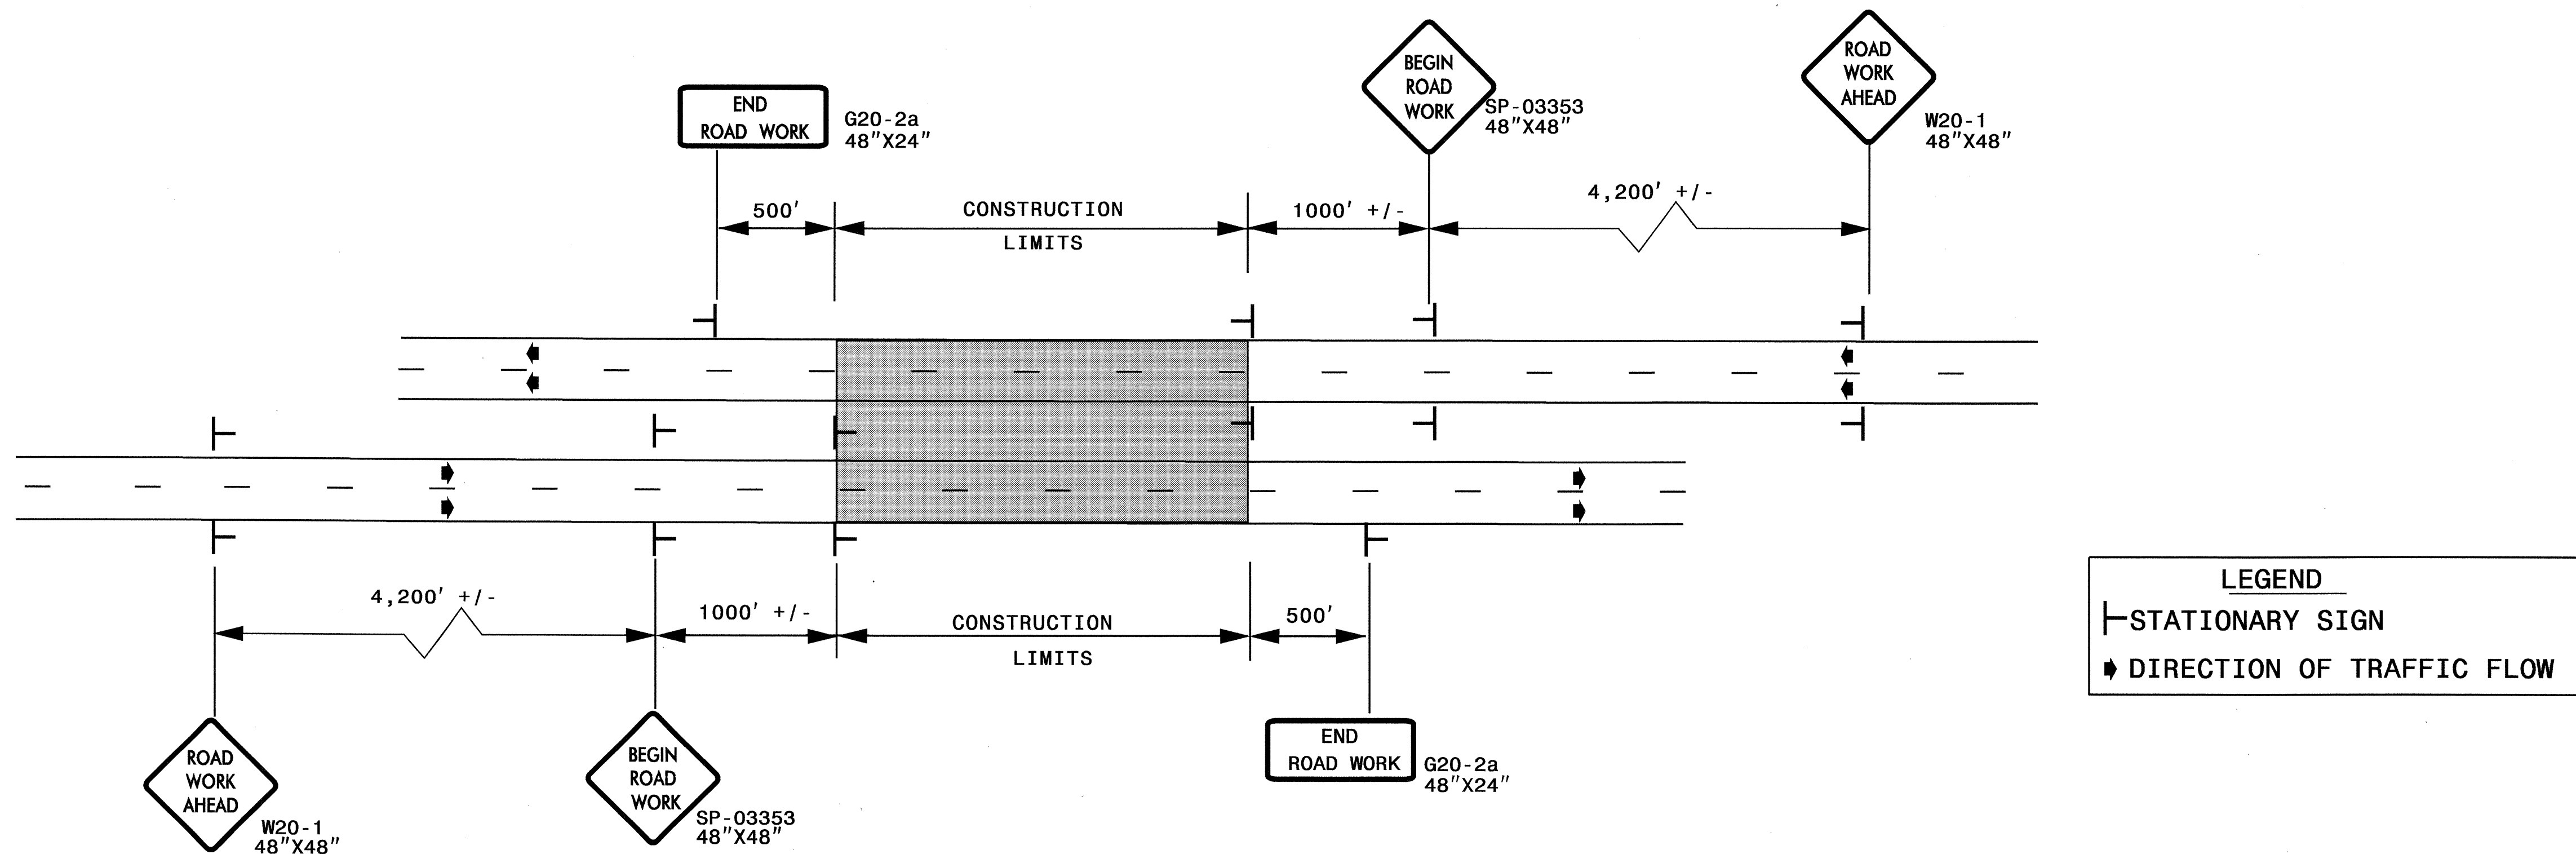 ROAD
WORK
AHEAD
W20-1
48"X48"
BEGIN
ROAD
WORK
SP-03353
48"X48"
END
ROAD WORK
G20-2a
48"X24"
500'
CONSTRUCTION
LIMITS
1000' +/-
4,200' +/-
4,200' +/-
1000' +/-
CONSTRUCTION
LIMITS
500'
ROAD
WORK
AHEAD
W20-1
48"X48"
BEGIN
ROAD
WORK
SP-03353
48"X48"
END
ROAD WORK
G20-2a
48"X24"
LEGEND
STATIONARY SIGN
DIRECTION OF TRAFFIC FLOW